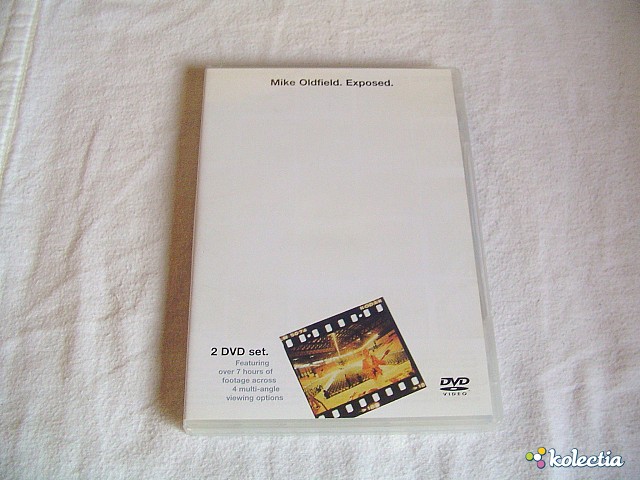 Mike Oldfield. Exposed.
2 DVD set.
Featuring
over 7 hours of
footage across
4 multi-angle
viewing options
DVD
VIDEO
kolectia